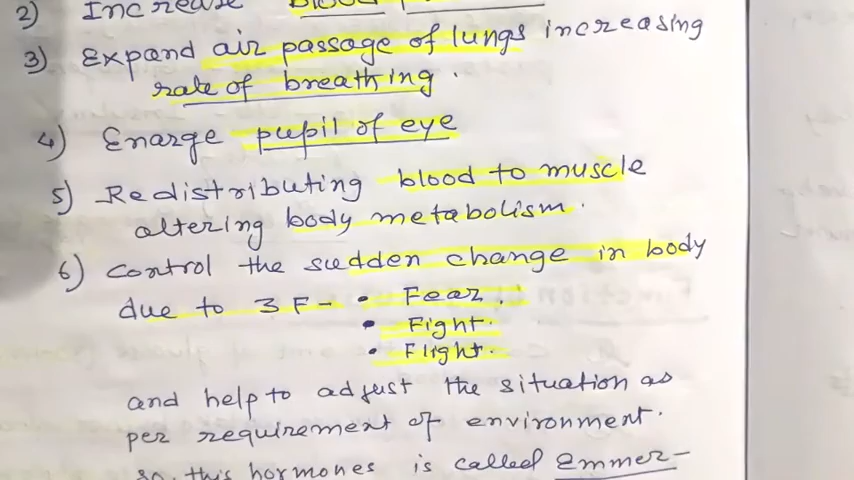 2) Increase blood
3) Expand air passage of lungs increasing
rate of breathing.
4) Enarge pupil of eye
5) Redistributing blood to muscle
altering body metabolism.
6) control the sudden change in body
due to 3 F- • Fear.
• Fight.
• Flight.
and help to adjust the situation as
per requirement of environment.
so, this hormones is called Emmer-